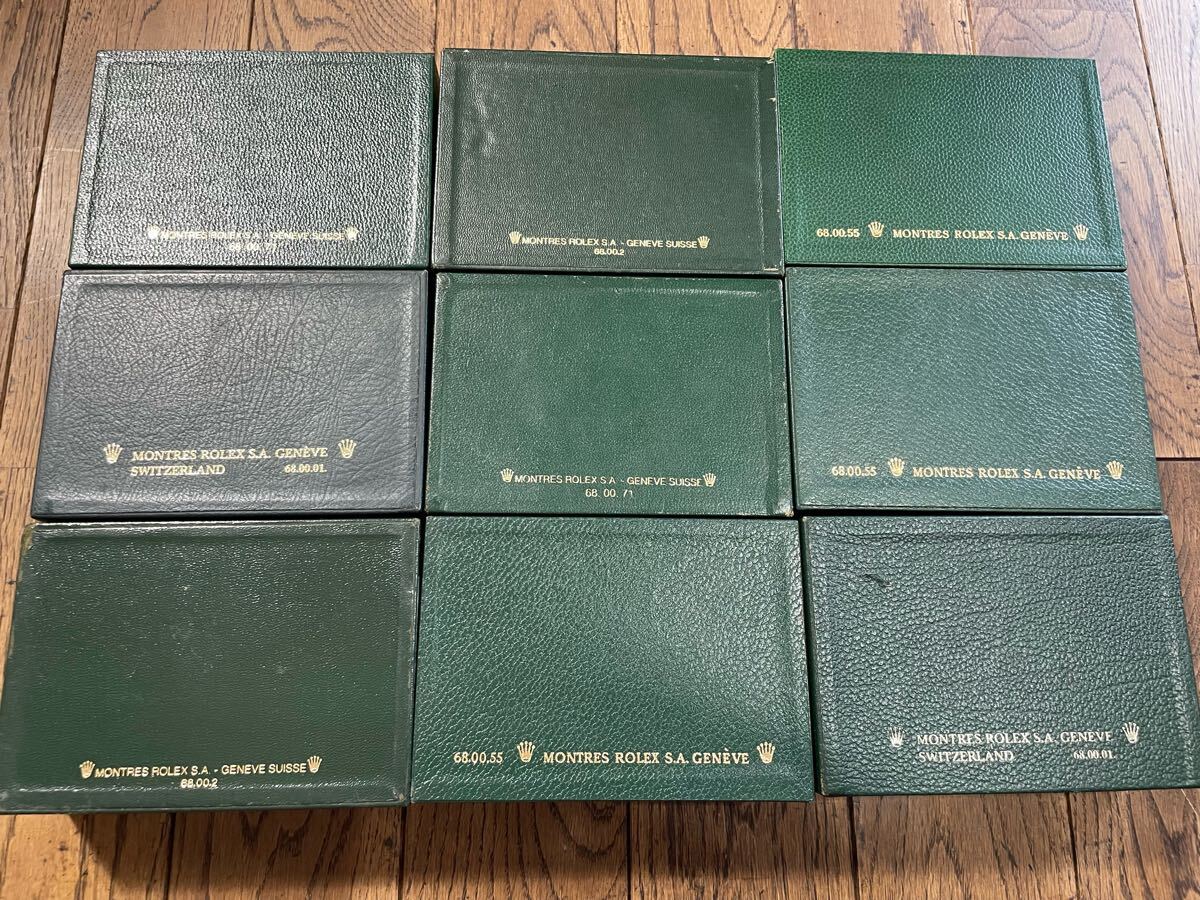 MONTRES ROLEX S.A. - GENEVE SUISSE
MONTRES ROLEX S.A. - GENEVE SUISSE
68.00.2
68.00.55 MONTRES ROLEX S.A. GENÈVE
MONTRES ROLEX S.A. GENÈVE
SWITZERLAND 68.00.01.
MONTRES ROLEX S.A - GENEVE SUISSE
68. 00. 71
68.00.55 MONTRES ROLEX S.A. GENÈVE
MONTRES ROLEX S.A. - GENEVE SUISSE
68.00.2
68.00.55 MONTRES ROLEX S.A. GENÈVE
MONTRES ROLEX S.A. GENÈVE
SWITZERLAND 68.00.01.